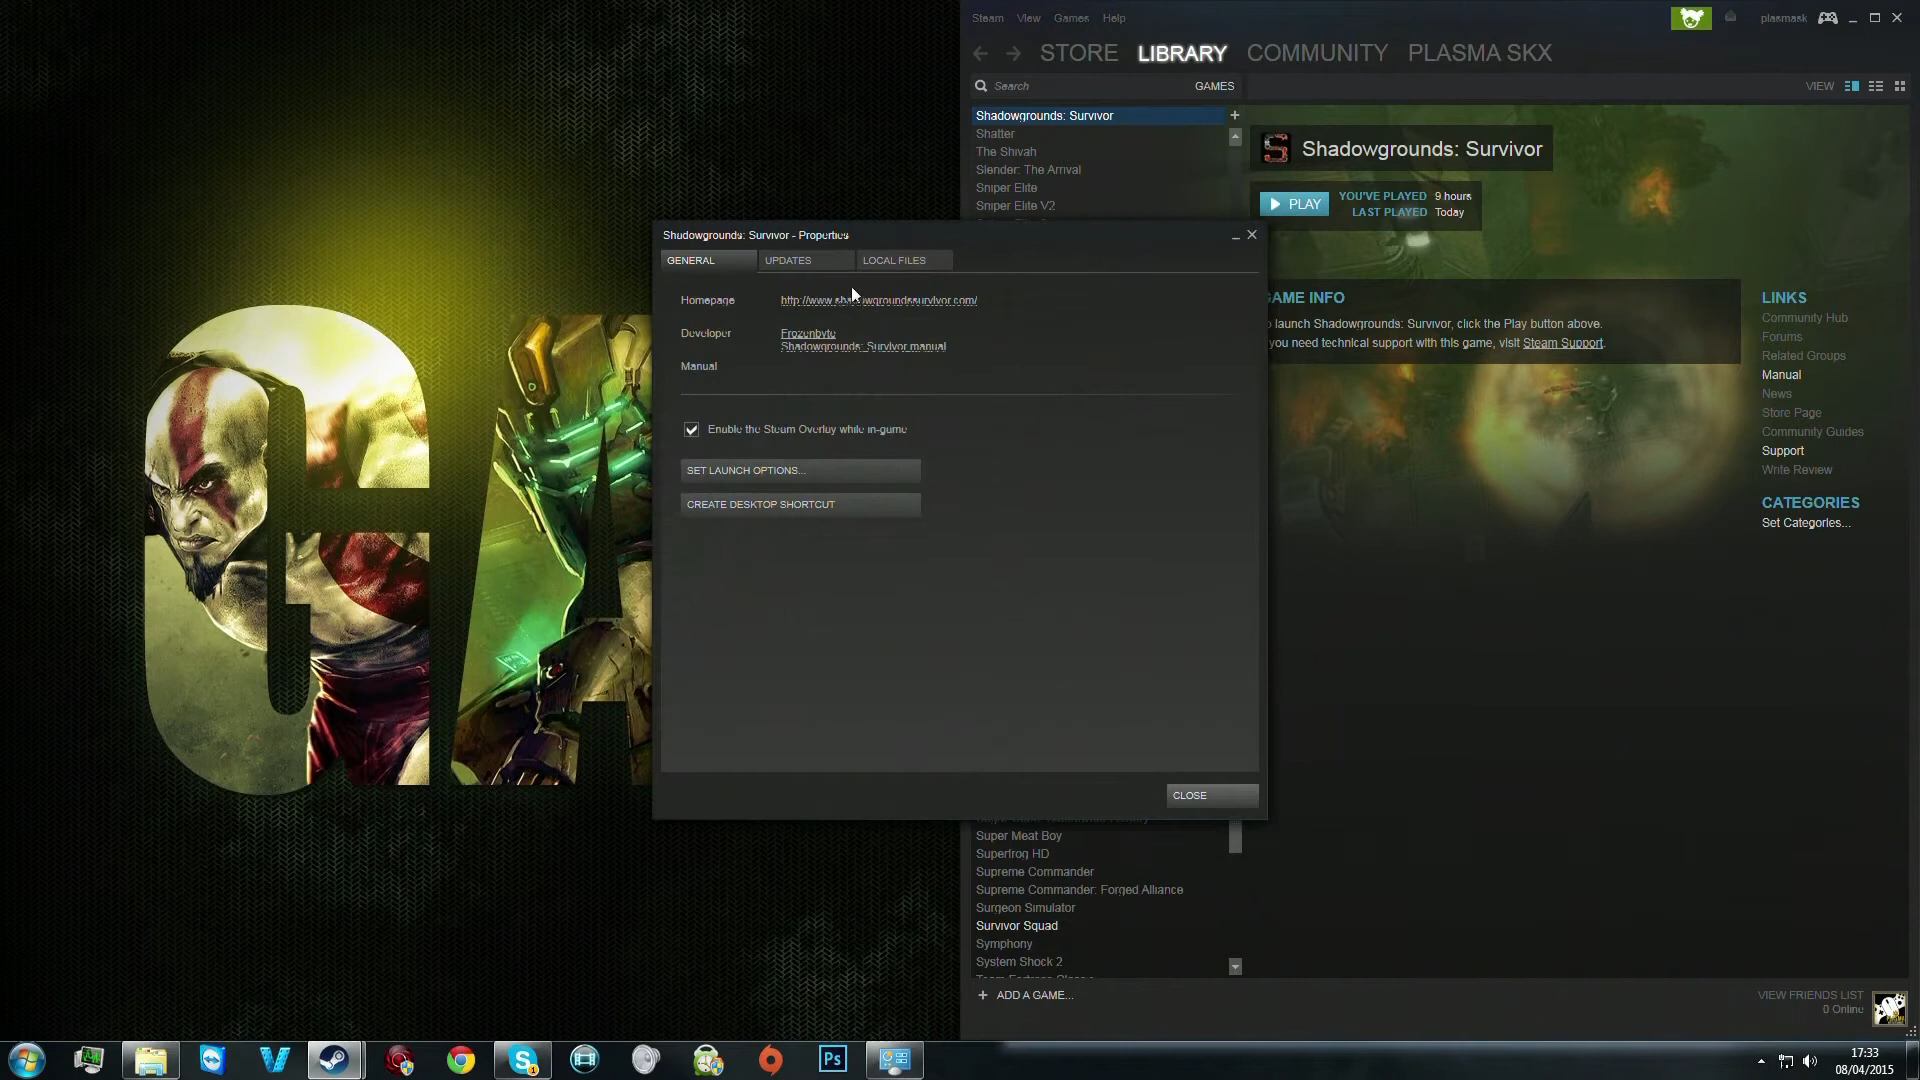 Steam View Games Help
plasmask
STORE LIBRARY COMMUNITY PLASMA SKX
Search
GAMES
VIEW
Shadowgrounds: Survivor
Shatter
The Shivah
Slender: The Arrival
Sniper Elite
Sniper Elite V2
Shadowgrounds: Survivor
PLAY
YOU'VE PLAYED 9 hours
LAST PLAYED Today
Shadowgrounds: Survivor - Properties
GENERAL UPDATES LOCAL FILES
Homepage http://www.shadowgroundssurvivor.com/
Developer Frozenbyte
Shadowgrounds: Survivor manual
Manual
Enable the Steam Overlay while in-game
SET LAUNCH OPTIONS...
CREATE DESKTOP SHORTCUT
CLOSE
AME INFO
o launch Shadowgrounds: Survivor, click the Play button above.
you need technical support with this game, visit Steam Support.
LINKS
Community Hub
Forums
Related Groups
Manual
News
Store Page
Community Guides
Support
Write Review
CATEGORIES
Set Categories...
Super Meat Boy
Superfrog HD
Supreme Commander
Supreme Commander: Forged Alliance
Surgeon Simulator
Survivor Squad
Symphony
System Shock 2
ADD A GAME...
VIEW FRIENDS LIST
0 Online
GA
Ps
17:33
08/04/2015